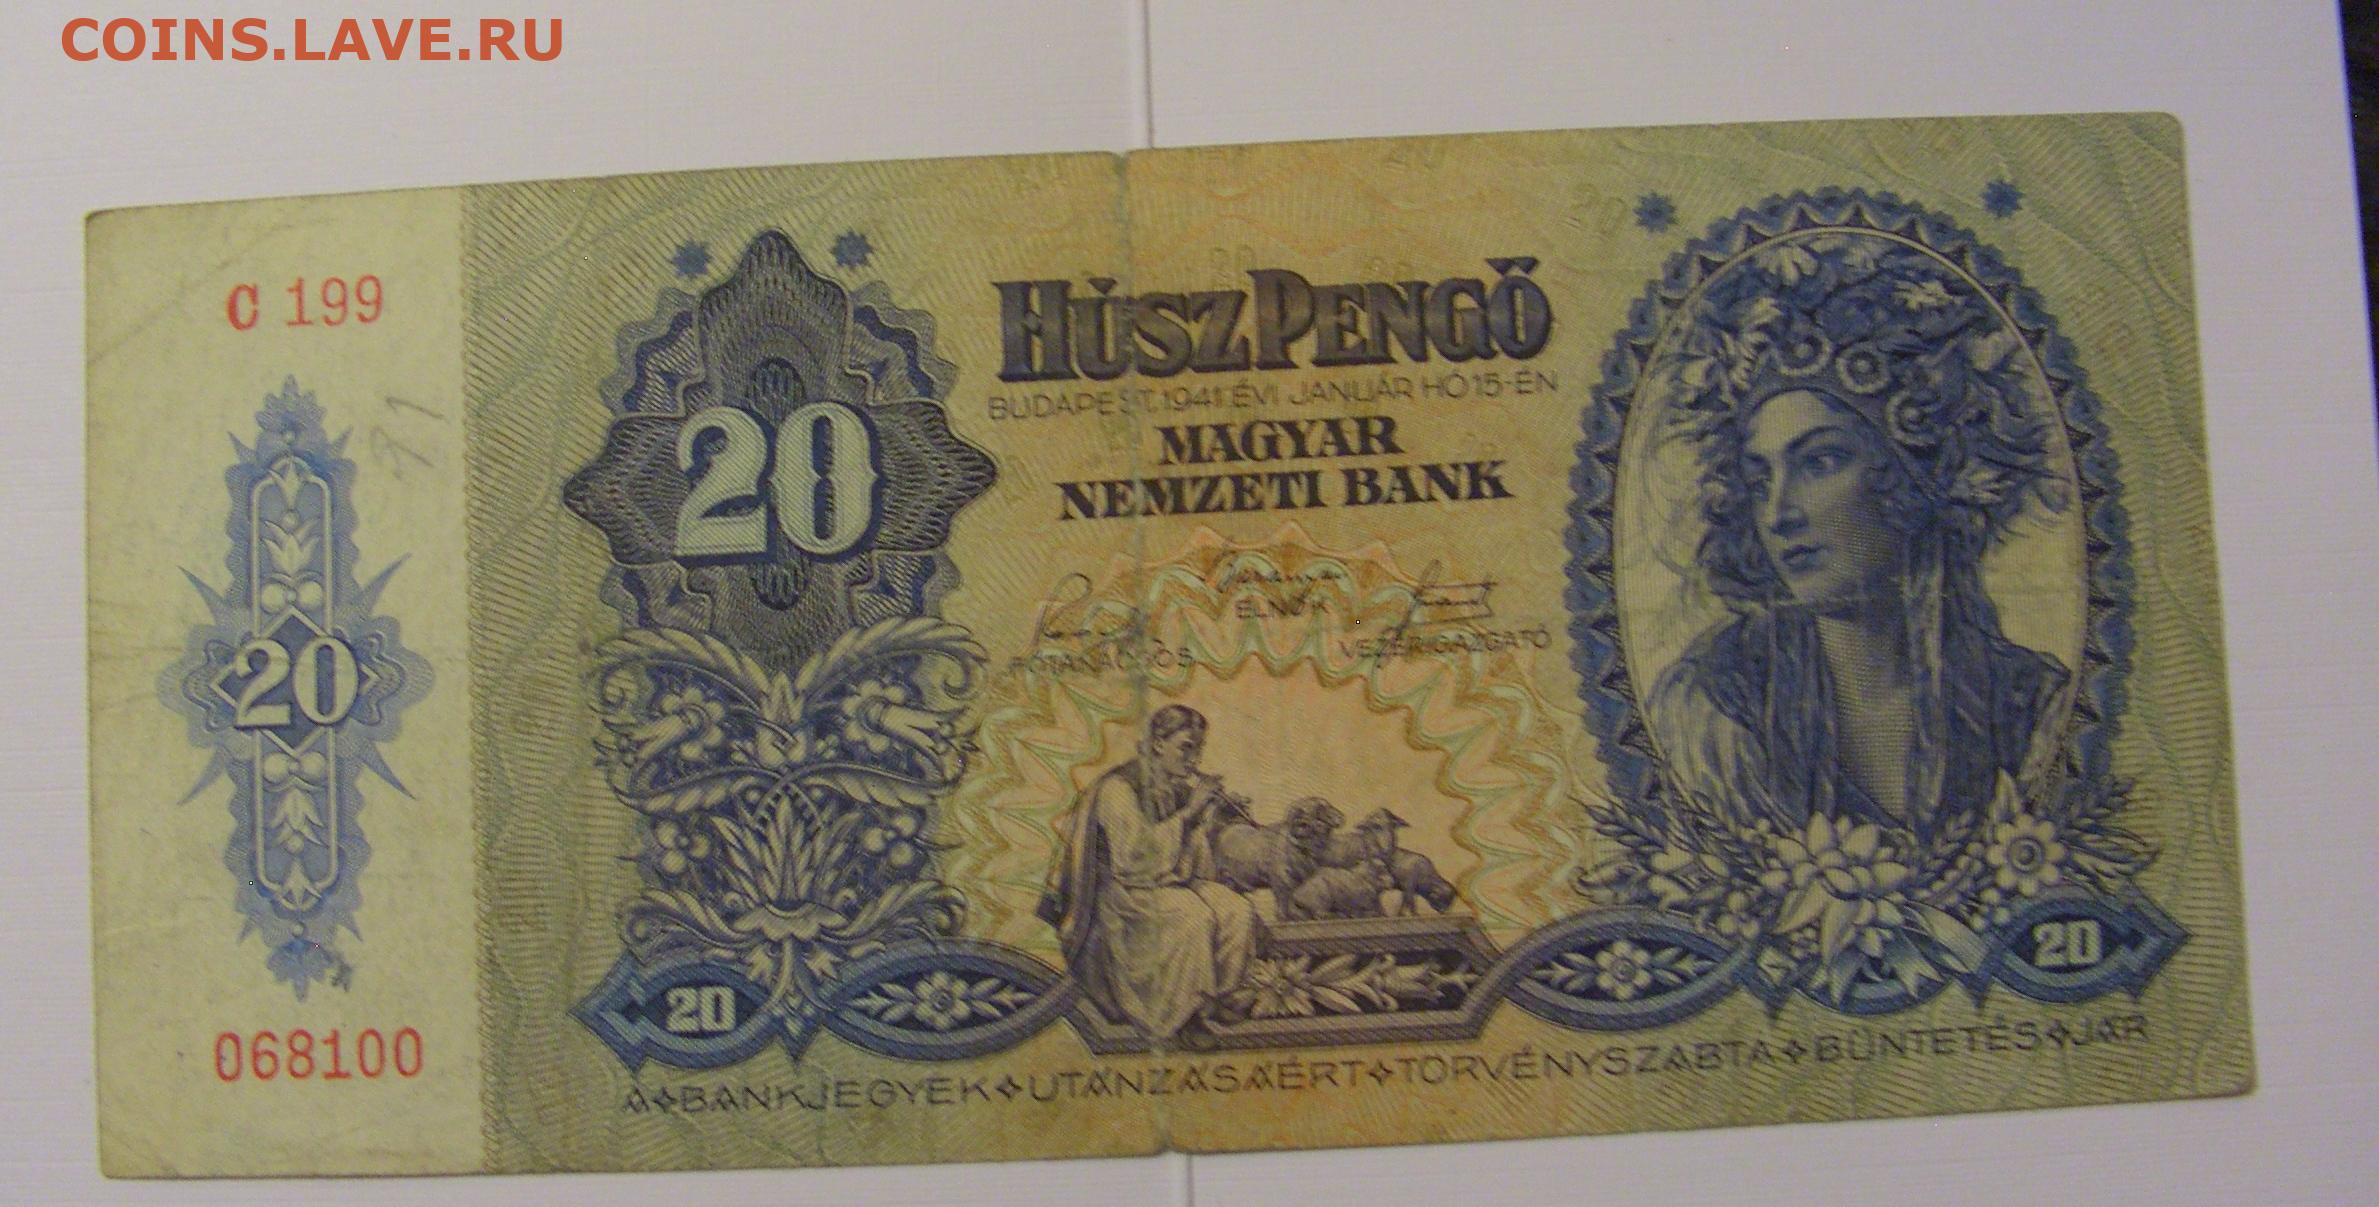 COINS.LAVE.RU
C 199
20
068100
20
HÚSZ PENGŐ
BUDAPEST, 1941. ÉVI JANUÁR HÓ 15-ÉN
MAGYAR
NEMZETI BANK
ELNÖK
FŐTANÁCSOS
VEZÉRIGAZGATÓ
20
20
A BANKJEGYEK UTÁNZÁSÁÉRT TÖRVÉNYSZABTA BÜNTETÉS JÁR